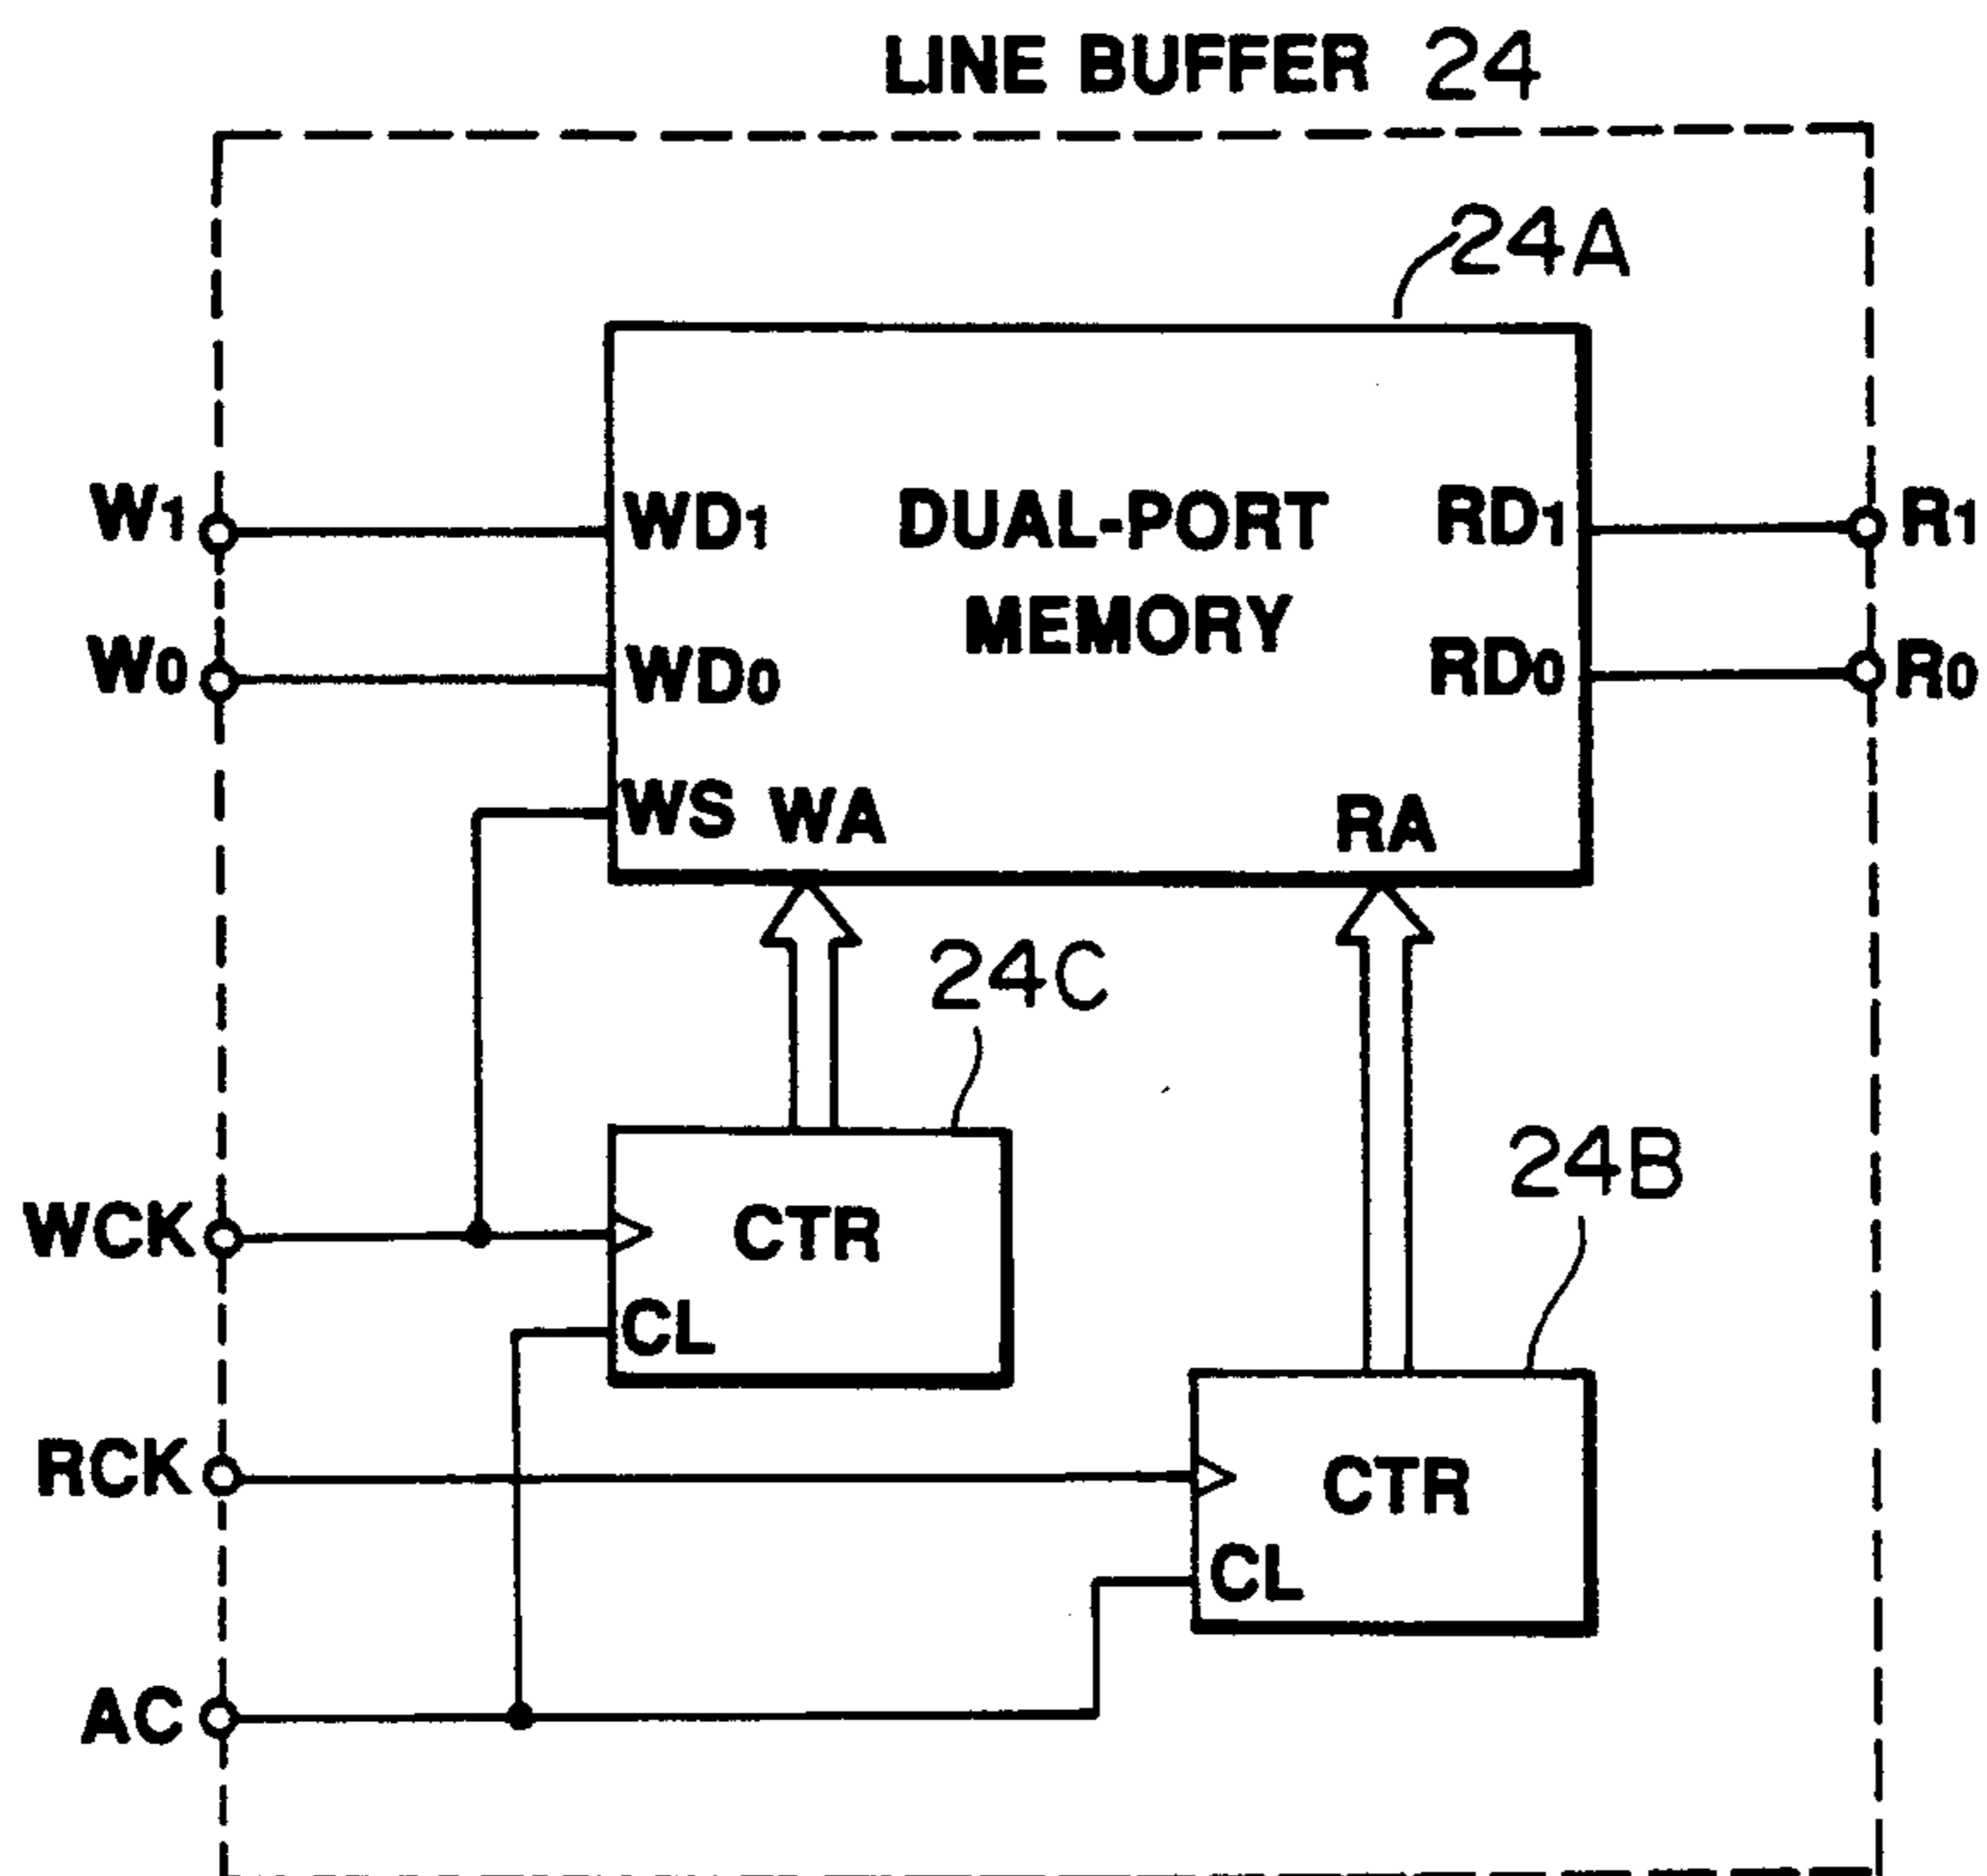 LINE BUFFER 24
24A
W1
WD1
DUAL-PORT
RD1
R1
MEMORY
W0
WD0
RD0
R0
WS
WA
RA
24C
24B
WCK
CTR
CL
RCK
CTR
CL
AC